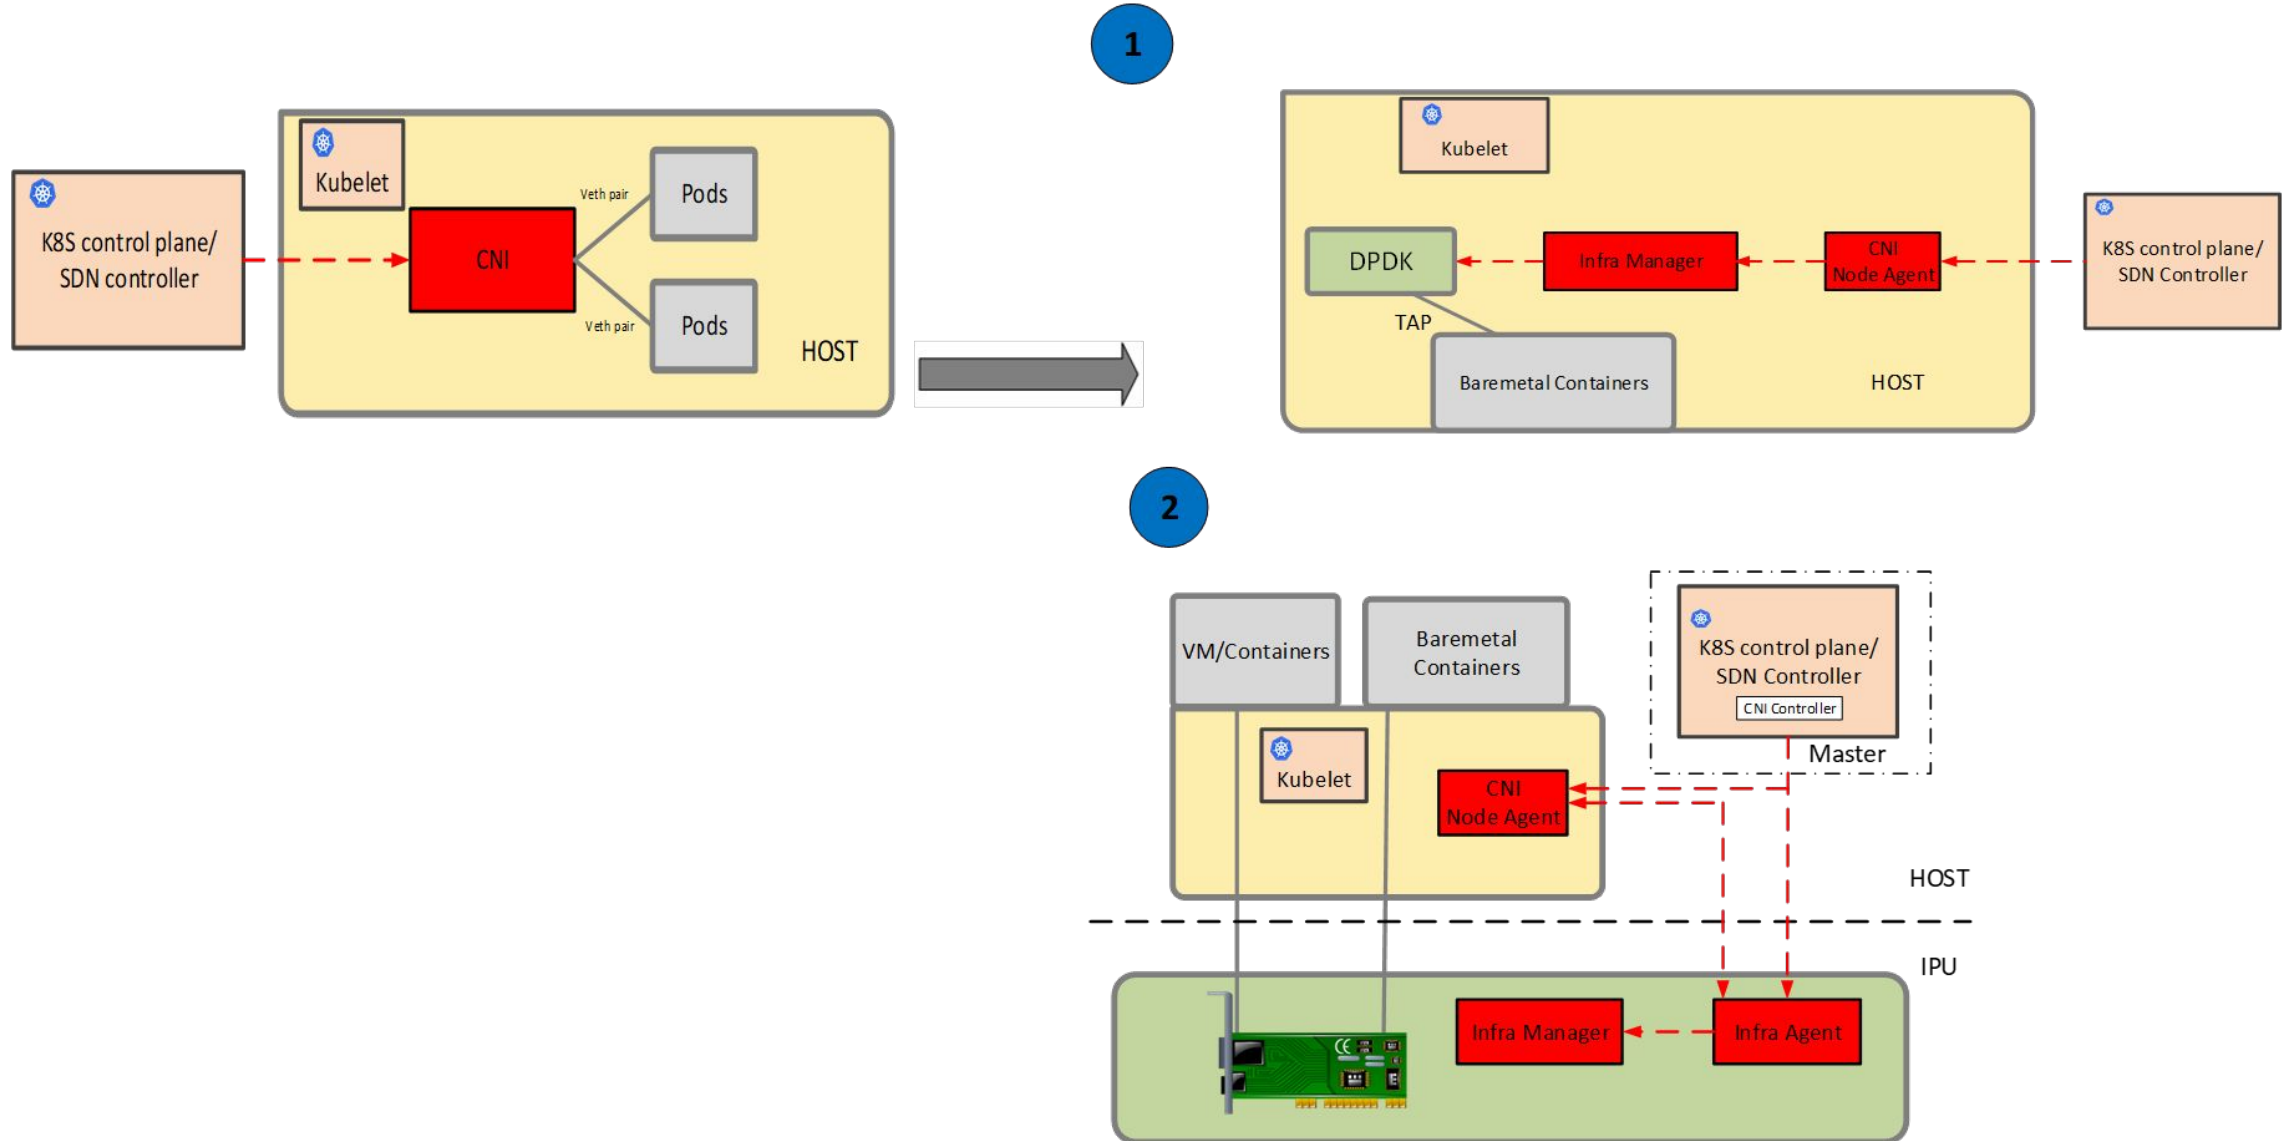 1
Kubelet
K8S control plane/
SDN controller
CNI
Veth pair
Pods
Veth pair
Pods
HOST
Kubelet
DPDK
TAP
Infra Manager
CNI
Node Agent
Baremetal Containers
HOST
K8S control plane/
SDN Controller
2
VM/Containers
Baremetal
Containers
K8S control plane/
SDN Controller
CNI Controller
Master
Kubelet
CNI
Node Agent
HOST
IPU
Infra Manager
Infra Agent
CE